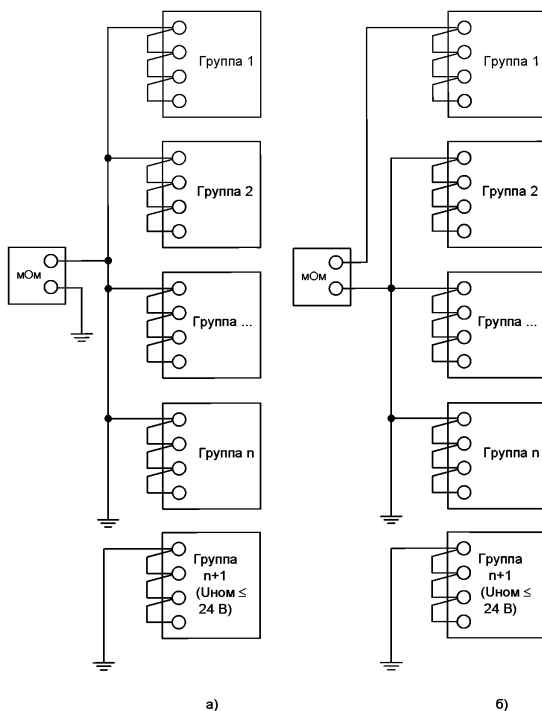 Группа 1
Группа 2
мОм
Группа ...
Группа n
Группа
n+1
(Uном ≤
24 В)
а)
Группа 1
Группа 2
мОм
Группа ...
Группа n
Группа
n+1
(Uном ≤
24 В)
б)